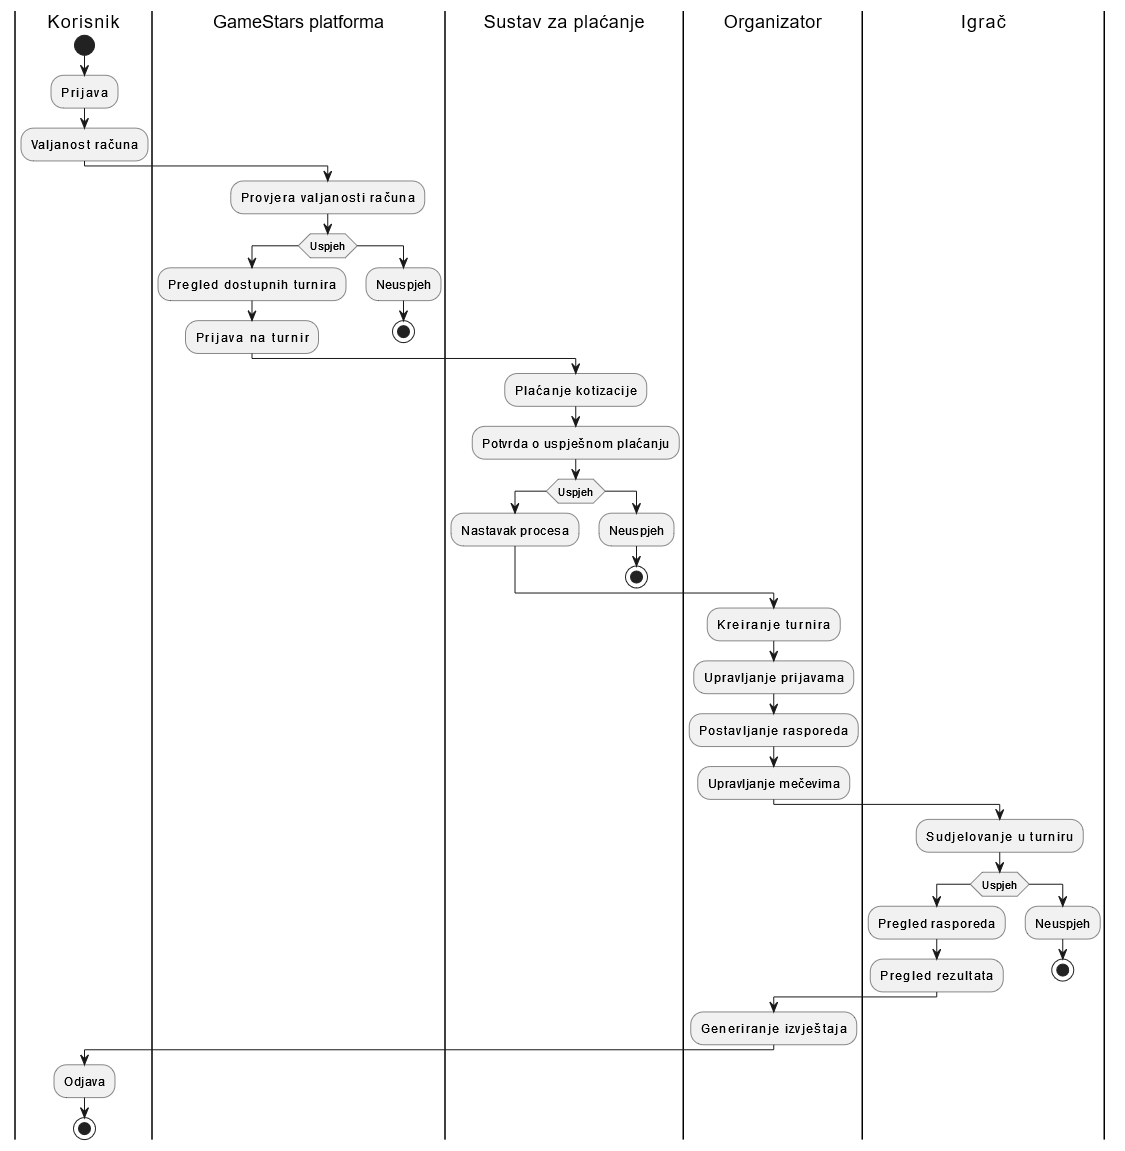 Korisnik
GameStars platforma
Sustav za plaćanje
Organizator
Igrač
Prijava
Valjanost računa
Provjera valjanosti računa
Uspjeh
Pregled dostupnih turnira
Neuspjeh
Prijava na turnir
Plaćanje kotizacije
Potvrda o uspješnom plaćanju
Uspjeh
Nastavak procesa
Neuspjeh
Kreiranje turnira
Upravljanje prijavama
Postavljanje rasporeda
Upravljanje mečevima
Sudjelovanje u turniru
Uspjeh
Pregled rasporeda
Neuspjeh
Pregled rezultata
Generiranje izvještaja
Odjava